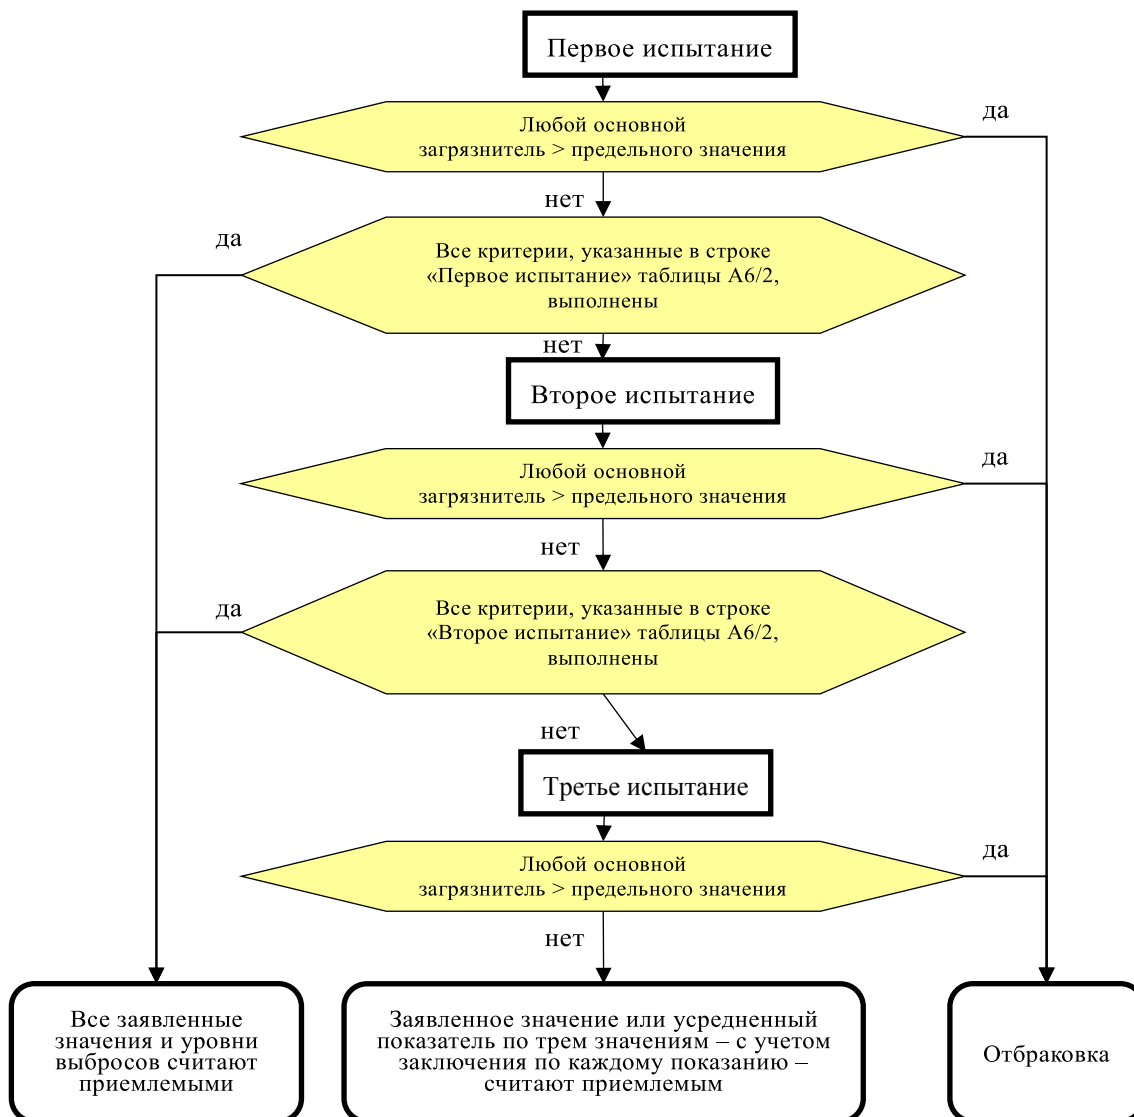 Первое испытание
да
Любой основной
загрязнитель > предельного значения
нет
да
Все критерии, указанные в строке
«Первое испытание» таблицы А6/2,
выполнены
нет
Второе испытание
да
Любой основной
загрязнитель > предельного значения
нет
да
Все критерии, указанные в строке
«Второе испытание» таблицы А6/2,
выполнены
нет
Третье испытание
да
Любой основной
загрязнитель > предельного значения
нет
Все заявленные
значения и уровни
выбросов считают
приемлемыми
Заявленное значение или усредненный
показатель по трем значениям – с учетом
заключения по каждому показанию –
считают приемлемым
Отбраковка